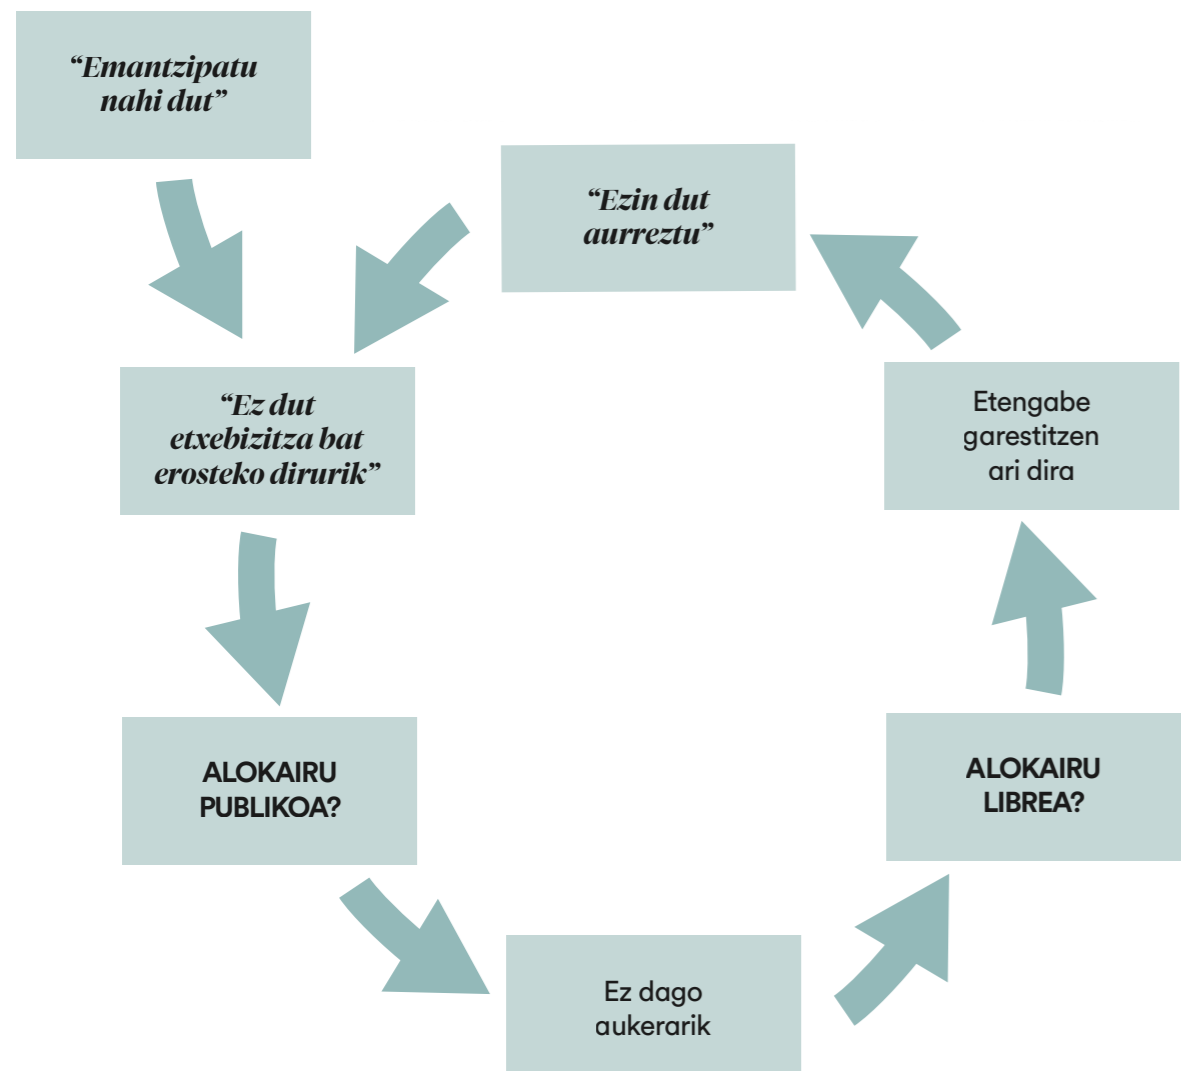 “Emantzipatu
nahi dut”
“Ez dut
etxebizitza bat
erosteko dirurik”
ALOKAIRU
PUBLIKOA?
Ez dago
aukerarik
ALOKAIRU
LIBREA?
Etengabe
garestitzen
ari dira
“Ezin dut
aurreztu”